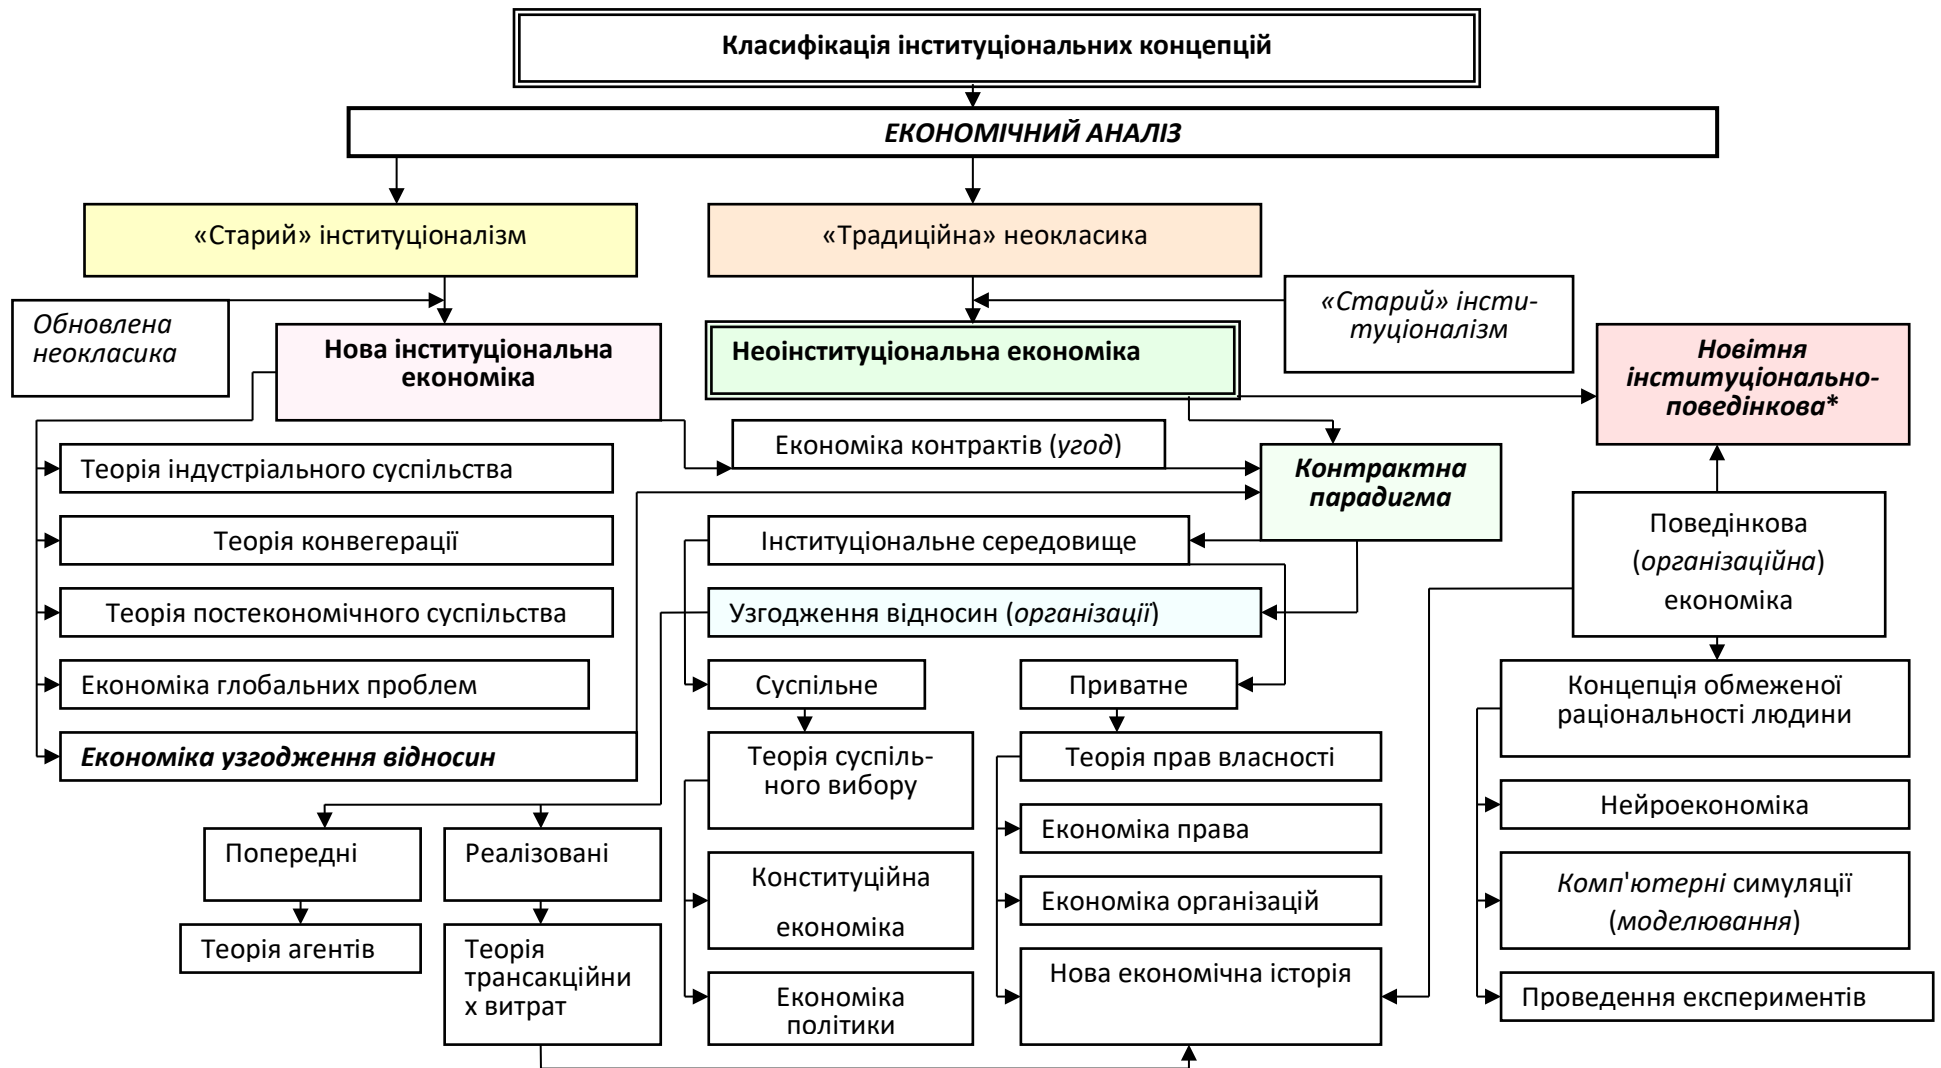 Класифікація інституціональних концепцій
ЕКОНОМІЧНИЙ АНАЛІЗ
«Старий» інституціоналізм
«Традиційна» неокласика
Обновлена
неокласика
«Старий» інсти-
туціоналізм
Нова інституціональна
економіка
Неоінституціональна економіка
Новітня
інституціонально-
поведінкова*
Економіка контрактів (угод)
Контрактна
парадигма
Теорія індустріального суспільства
Теорія конвегерації
Теорія постекономічного суспільства
Економіка глобальних проблем
Економіка узгодження відносин
Інституціональне середовище
Узгодження відносин (організації)
Поведінкова
(організаційна)
економіка
Суспільне
Приватне
Концепція обмеженої
раціональності людини
Теорія суспіль-
ного вибору
Теорія прав власності
Нейроекономіка
Попередні
Реалізовані
Економіка права
Конституційна
економіка
Економіка організацій
Комп'ютерні симуляції
(моделювання)
Теорія агентів
Теорія
трансакційни
х витрат
Економіка
політики
Нова економічна історія
Проведення експериментів